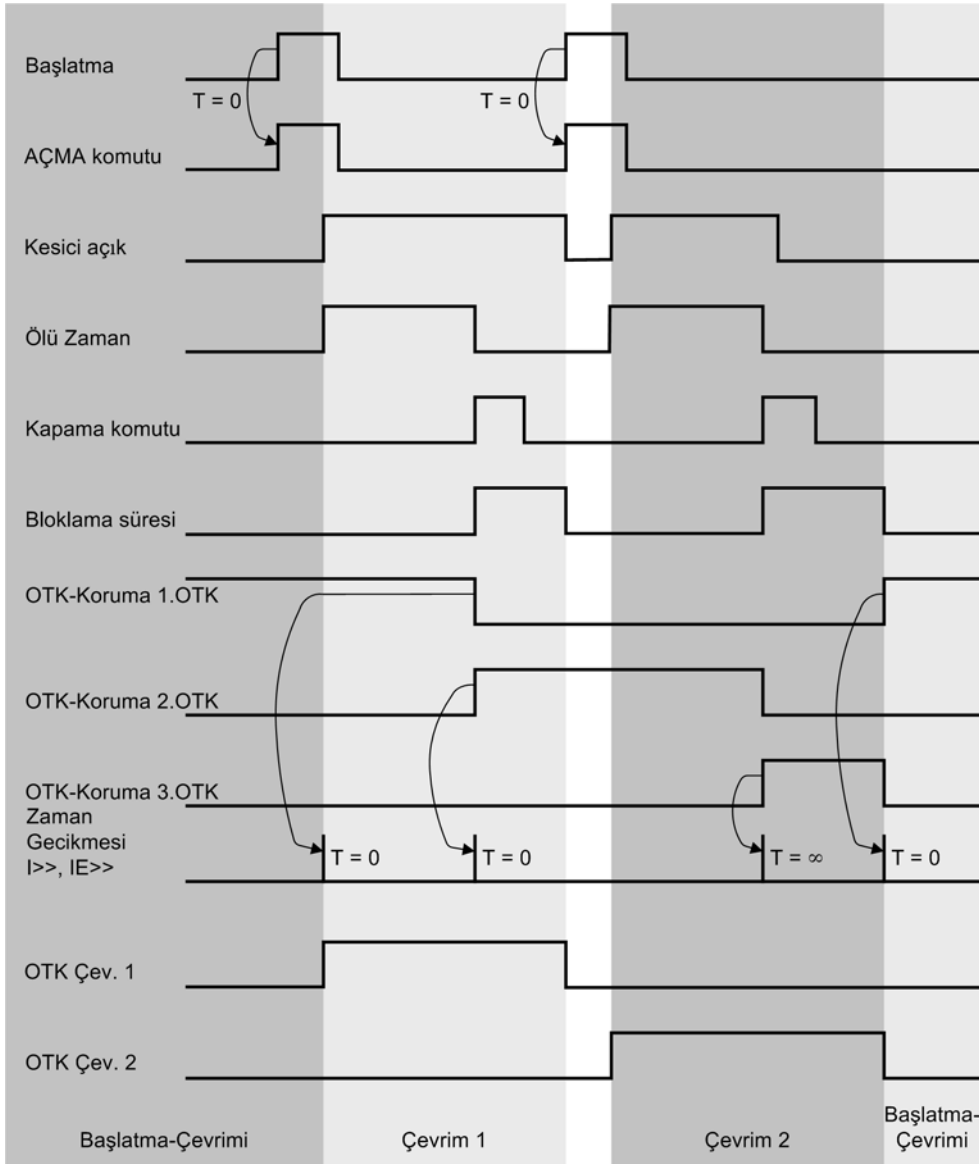 Başlatma
T = 0
T = 0
AÇMA komutu
Kesici açık
Ölü Zaman
Kapama komutu
Bloklama süresi
OTK-Koruma 1.OTK
OTK-Koruma 2.OTK
OTK-Koruma 3.OTK
Zaman
Gecikmesi
I>>, IE>>
T = 0
T = 0
T = ∞
T = 0
OTK Çev. 1
OTK Çev. 2
Başlatma-Çevrimi
Çevrim 1
Çevrim 2
Başlatma-
Çevrimi